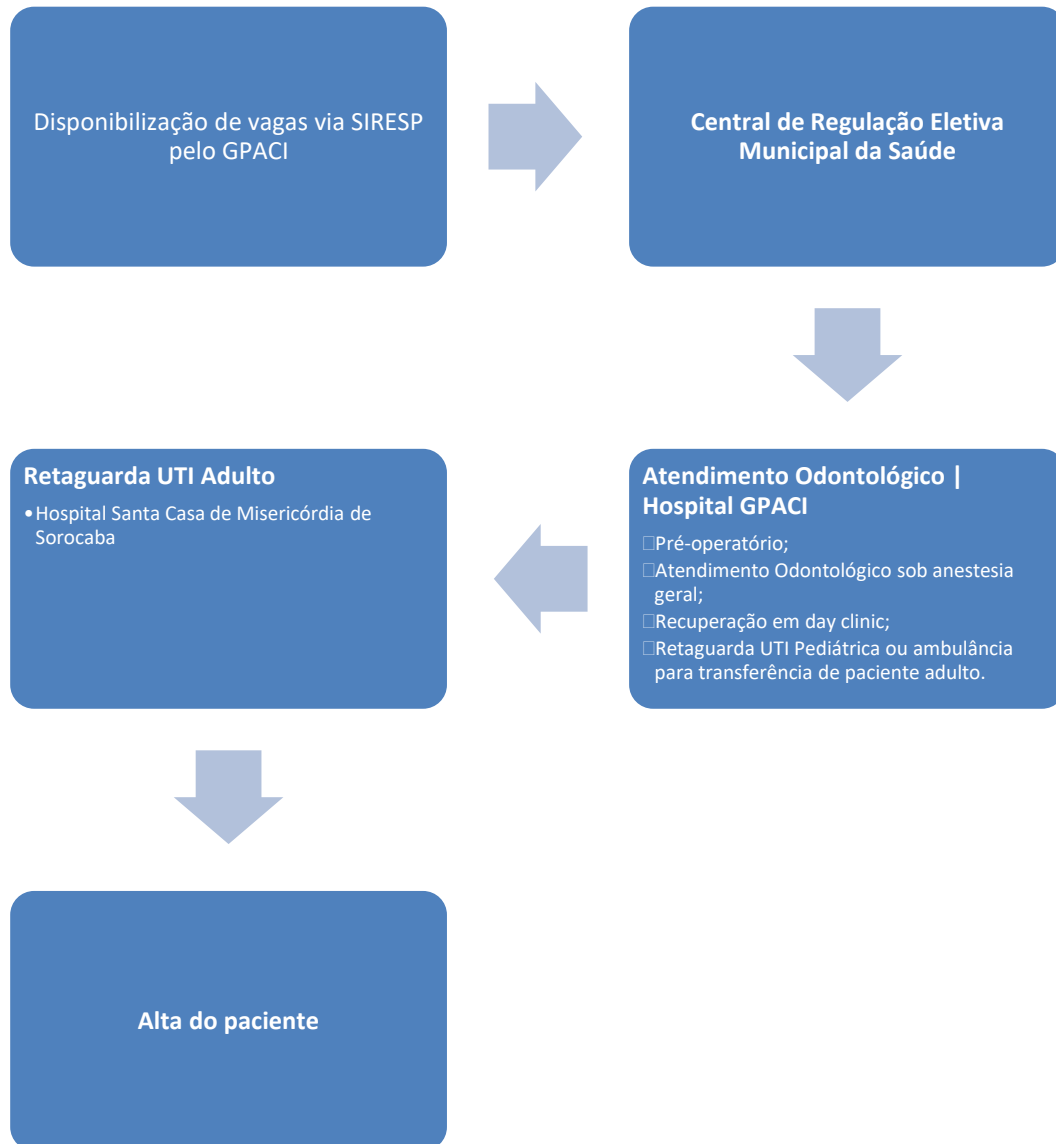 Disponibilização de vagas via SIRESP
pelo GPACI
Central de Regulação Eletiva
Municipal da Saúde
Atendimento Odontológico |
Hospital GPACI
□Pré-operatório;
□Atendimento Odontológico sob anestesia
geral;
□Recuperação em day clinic;
□Retaguarda UTI Pediátrica ou ambulância
para transferência de paciente adulto.
Retaguarda UTI Adulto
•Hospital Santa Casa de Misericórdia de
Sorocaba
Alta do paciente